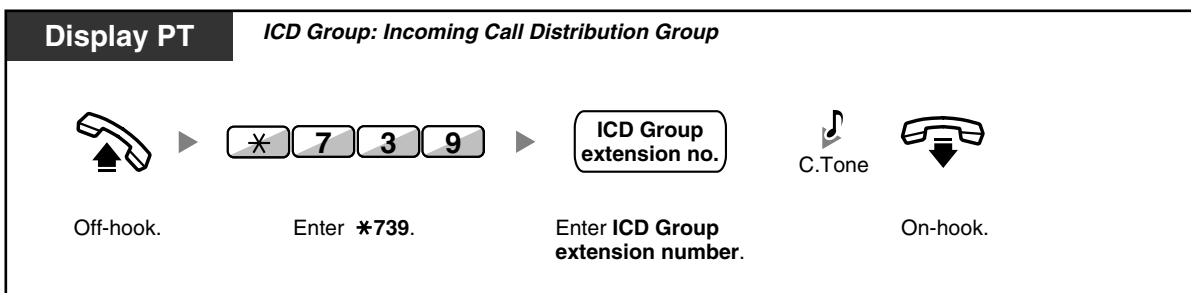 Display PT
ICD Group: Incoming Call Distribution Group
✳ 7 3 9
ICD Group
extension no.
C.Tone
Off-hook.
Enter ✳739.
Enter ICD Group
extension number.
On-hook.